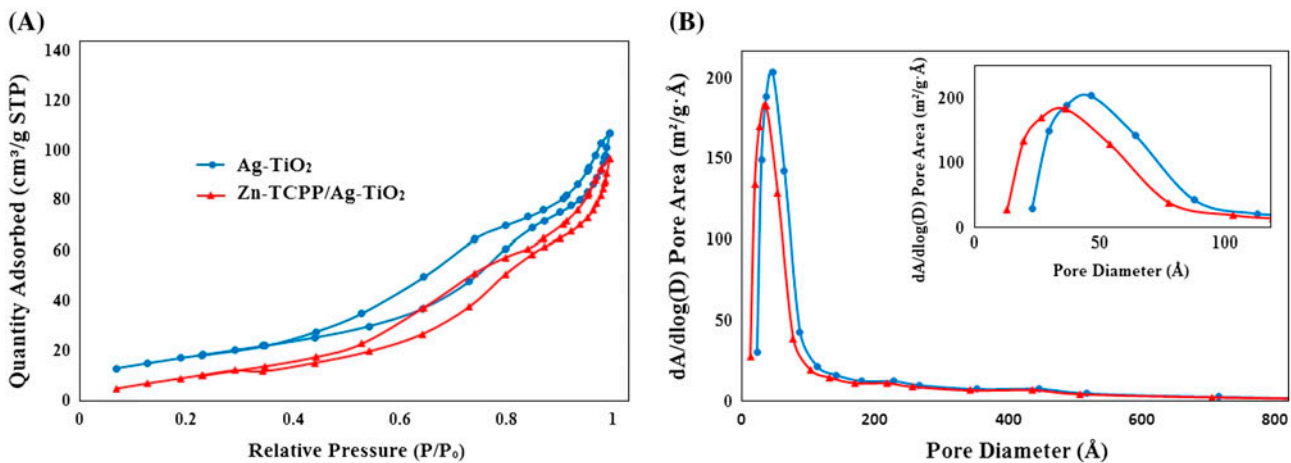 (A)
Quantity Adsorbed (cm³/g STP)
140
120
100
80
60
40
20
0
Ag-TiO₂
Zn-TCPP/Ag-TiO₂
0 0.2 0.4 0.6 0.8 1
Relative Pressure (P/P₀)
(B)
dA/dlog(D) Pore Area (m²/g·Å)
200
150
100
50
0
0 200 400 600 800
Pore Diameter (Å)
dA/dlog(D) Pore Area (m²/g·Å)
200
100
0
0 50 100
Pore Diameter (Å)